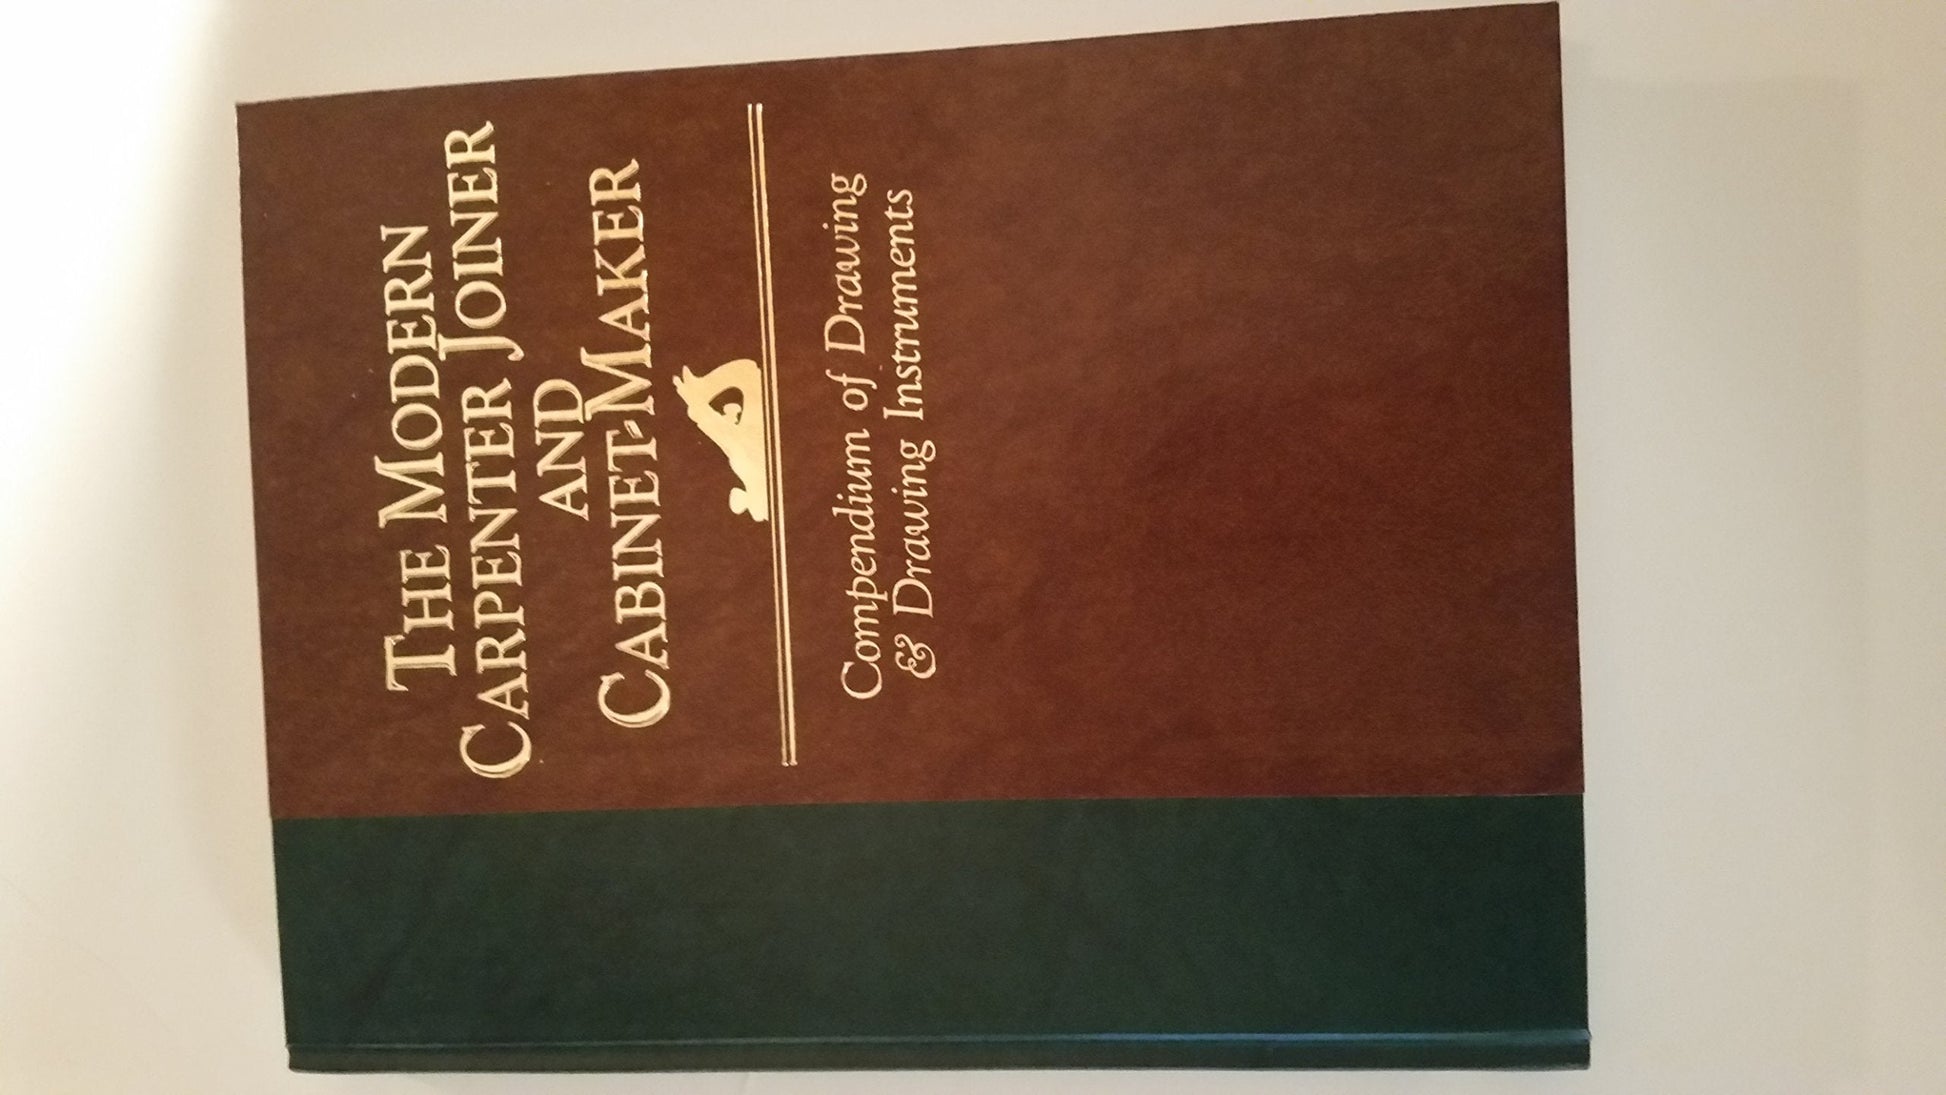 THE MODERN
CARPENTER JOINER
AND
CABINET-MAKER
Compendium of Drawing
& Drawing Instruments